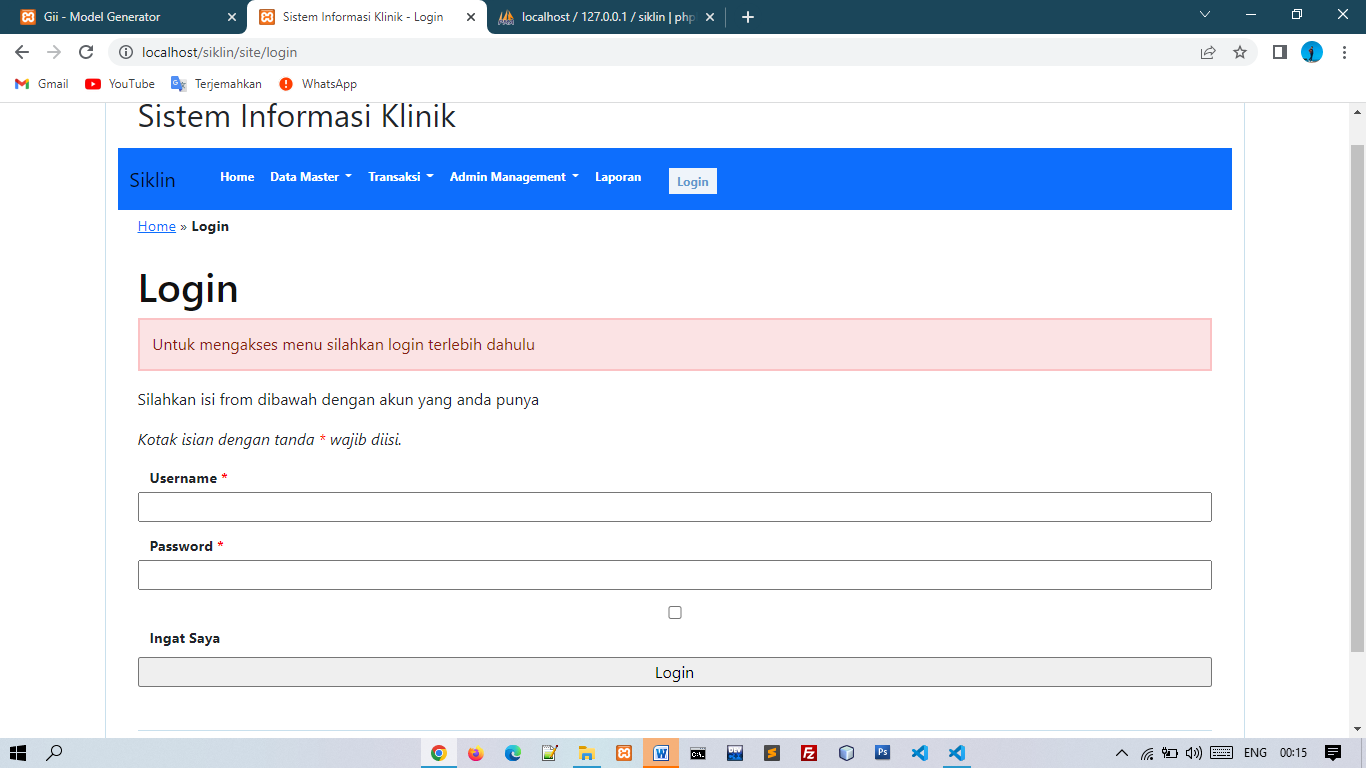 Gii - Model Generator
Sistem Informasi Klinik - Login
localhost / 127.0.0.1 / siklin | php
localhost/siklin/site/login
Gmail
YouTube
Terjemahkan
WhatsApp
Sistem Informasi Klinik
Siklin
Home
Data Master
Transaksi
Admin Management
Laporan
Login
Home » Login
Login
Untuk mengakses menu silahkan login terlebih dahulu
Silahkan isi from dibawah dengan akun yang anda punya
Kotak isian dengan tanda * wajib diisi.
Username *
Password *
Ingat Saya
Login
ENG
00:15